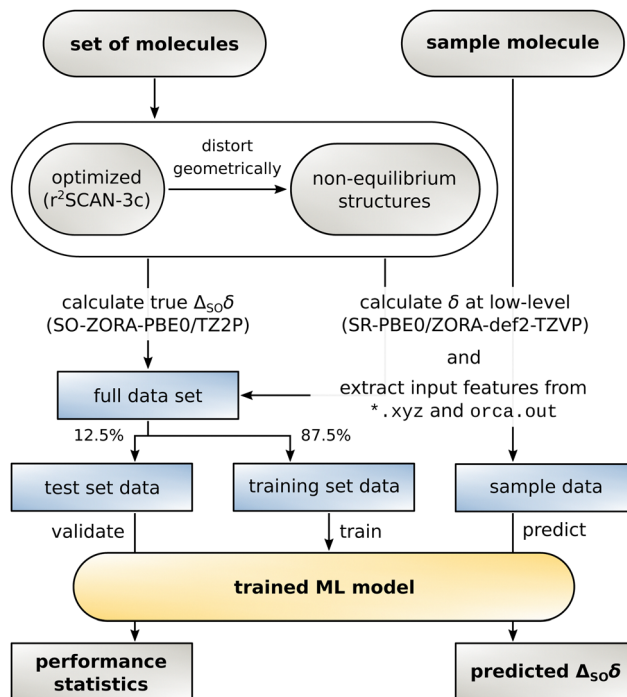 set of molecules
sample molecule
distort
geometrically
optimized
(r²SCAN-3c)
non-equilibrium
structures
calculate true Δ_SOδ
(SO-ZORA-PBE0/TZ2P)
calculate δ at low-level
(SR-PBE0/ZORA-def2-TZVP)
and
extract input features from
*.xyz and orca.out
full data set
12.5%
87.5%
test set data
training set data
sample data
validate
train
predict
trained ML model
performance
statistics
predicted Δ_SOδ